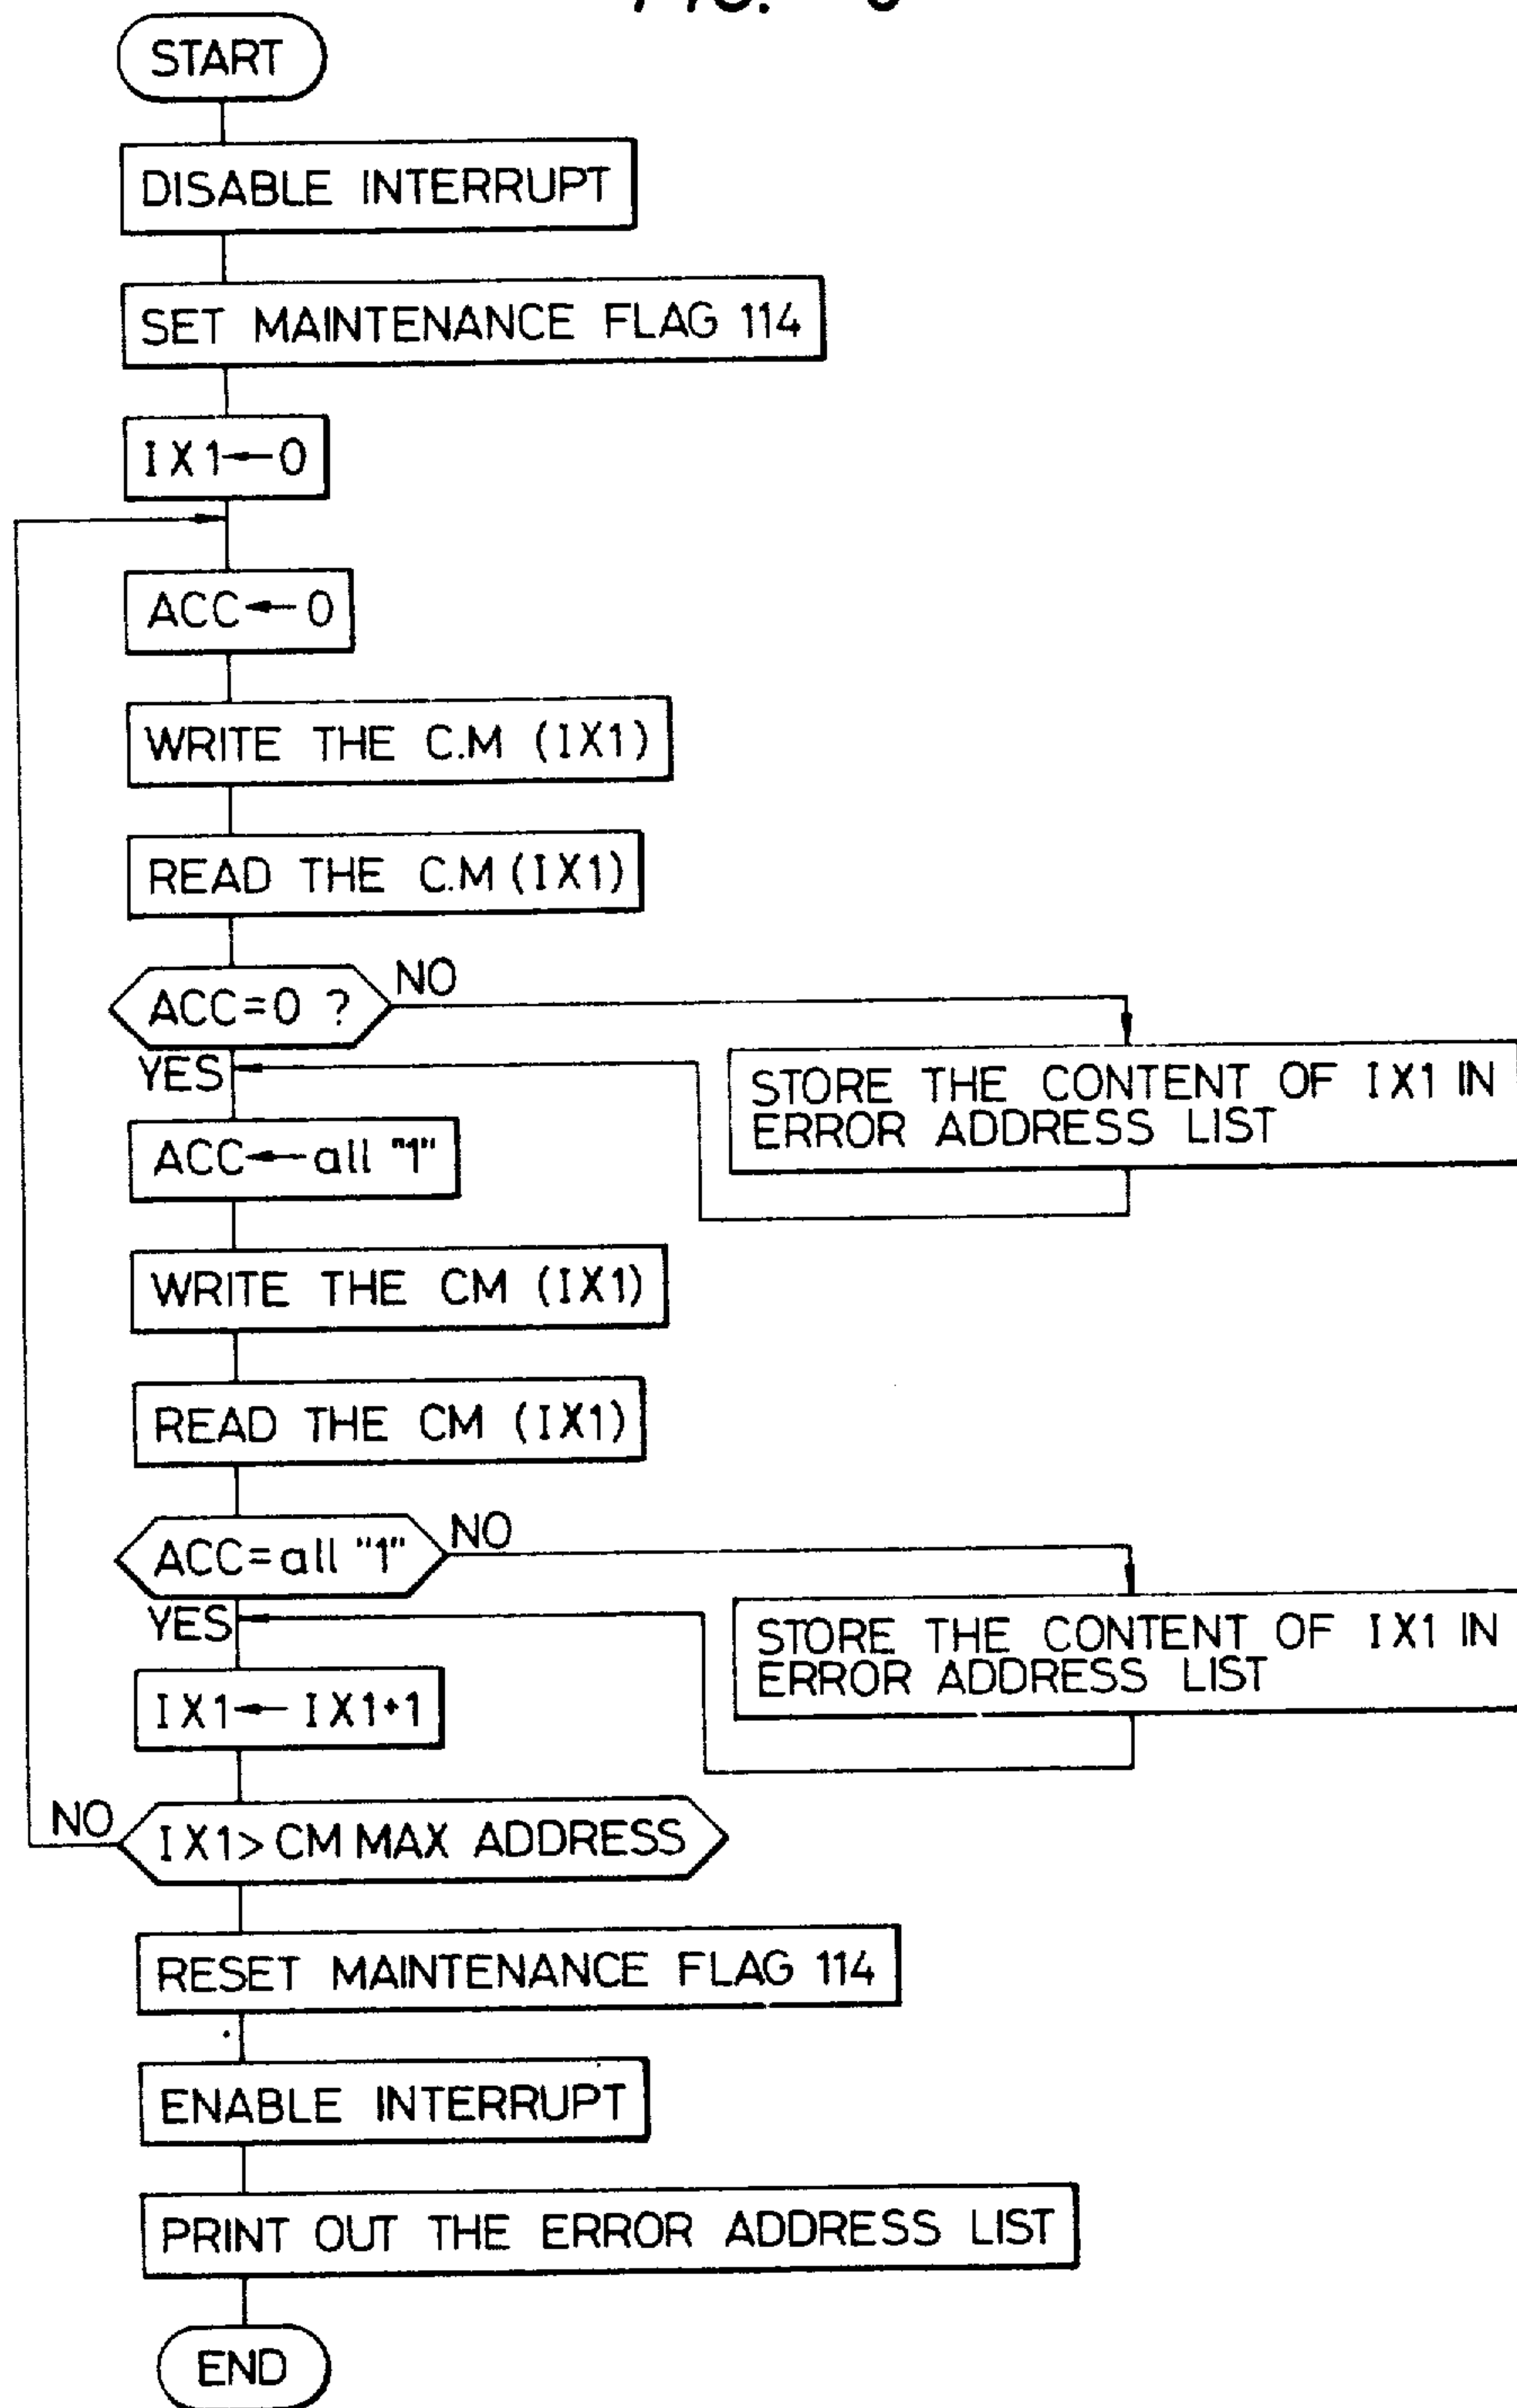 START
DISABLE INTERRUPT
SET MAINTENANCE FLAG 114
IX1←0
ACC←0
WRITE THE C.M (IX1)
READ THE C.M (IX1)
ACC=0 ?
NO
YES
STORE THE CONTENT OF IX1 IN
ERROR ADDRESS LIST
ACC←all "1"
WRITE THE CM (IX1)
READ THE CM (IX1)
ACC=all "1"
NO
YES
STORE THE CONTENT OF IX1 IN
ERROR ADDRESS LIST
IX1←IX1+1
NO
IX1>CM MAX ADDRESS
RESET MAINTENANCE FLAG 114
ENABLE INTERRUPT
PRINT OUT THE ERROR ADDRESS LIST
END